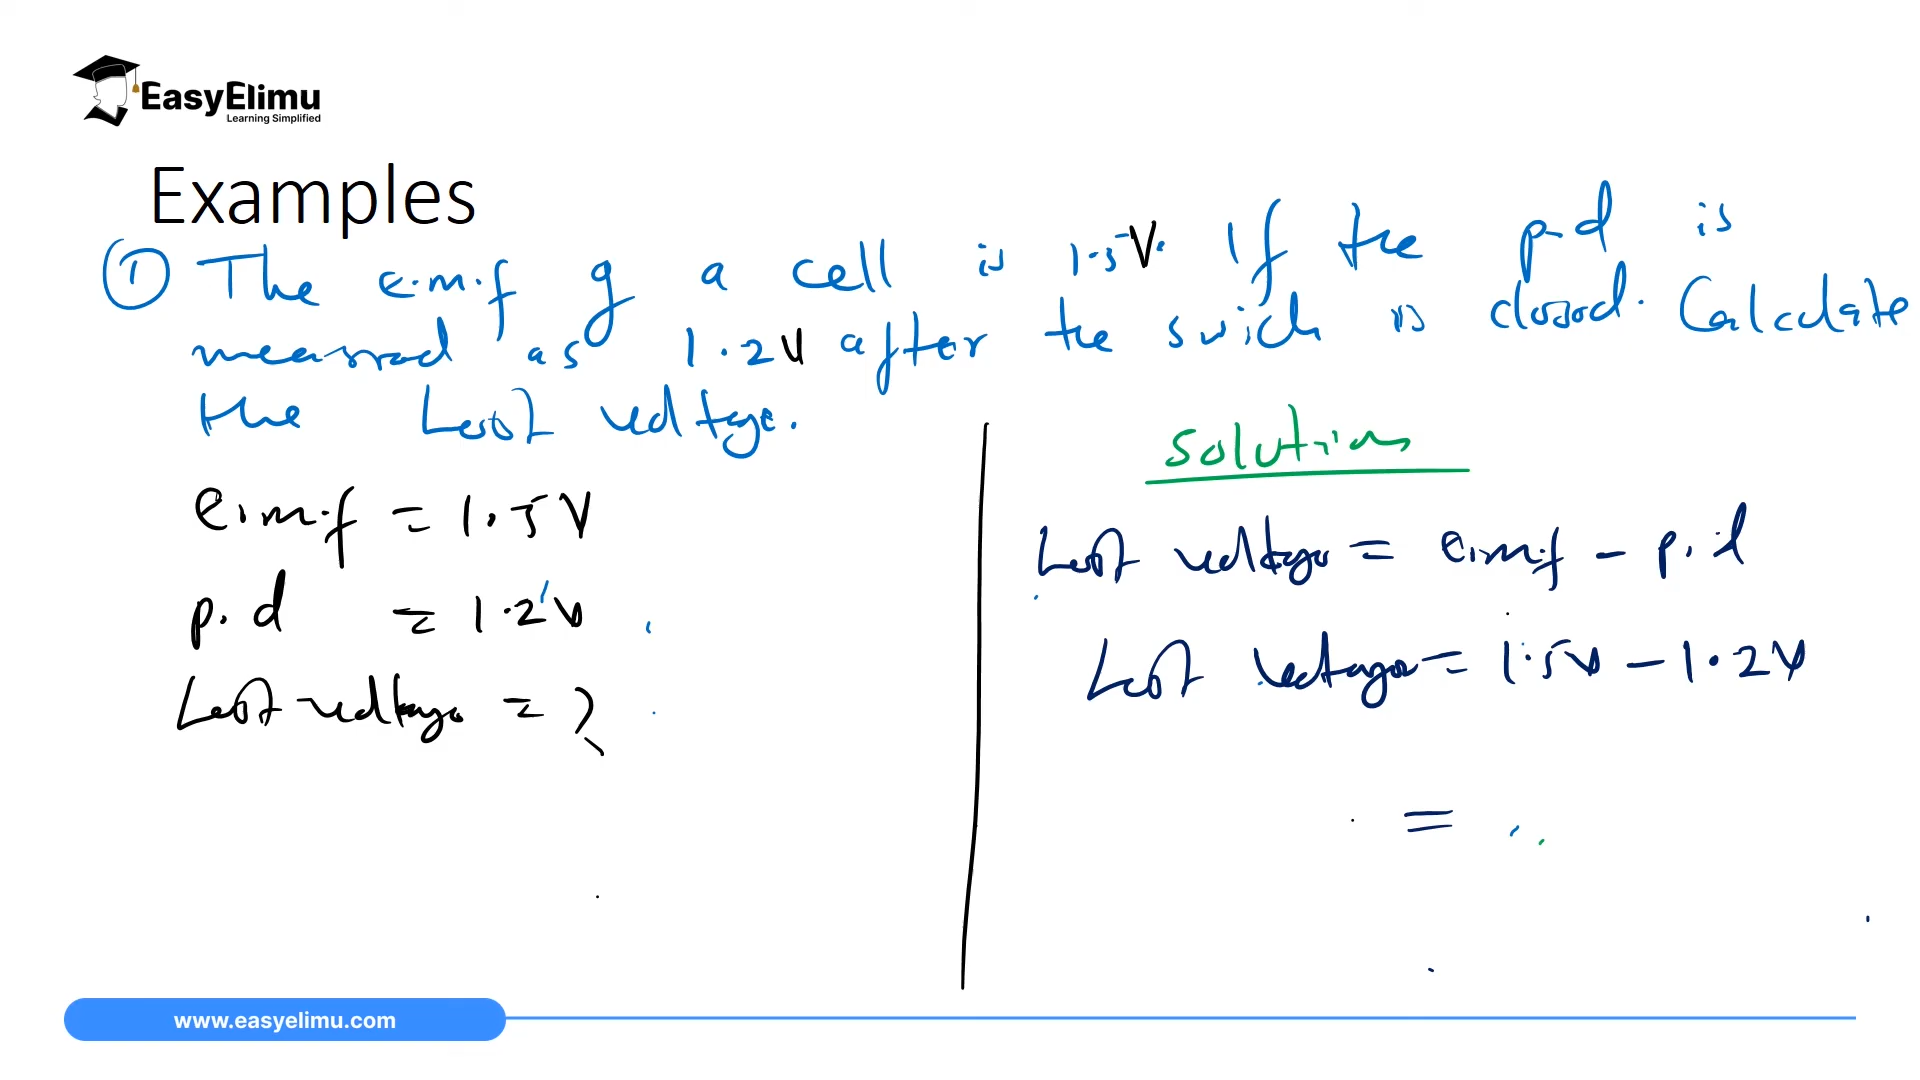 EasyElimu
Learning Simplified
Examples
① The e.m.f of a cell is 1.5V. If the p.d is
measured as 1.2V after the swich is closed. Calculate
the Lost voltage.
e.m.f = 1.5V
p.d = 1.2V
Lost voltage = ?
Solution
Lost voltage = e.m.f - p.d
Lost voltage = 1.5V - 1.2V
=
www.easyelimu.com